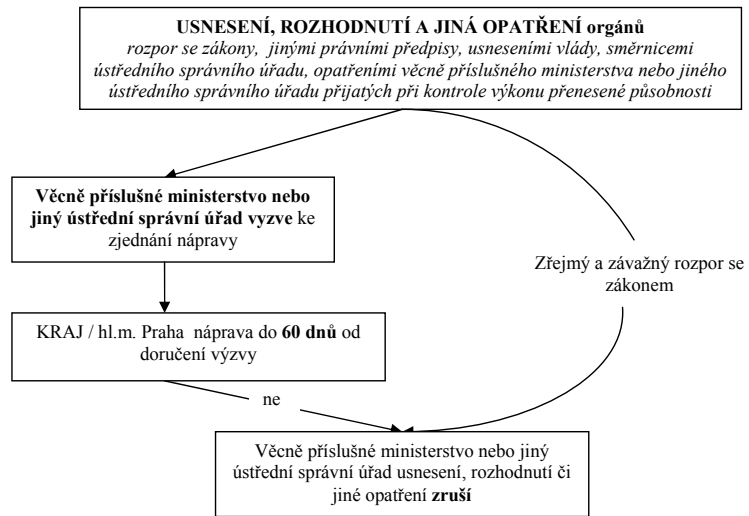 USNESENÍ, ROZHODNUTÍ A JINÁ OPATŘENÍ orgánů
rozpor se zákony, jinými právními předpisy, usneseními vlády, směrnicemi
ústředního správního úřadu, opatřeními věcně příslušného ministerstva nebo jiného
ústředního správního úřadu přijatých při kontrole výkonu přenesené působnosti
Věcně příslušné ministerstvo nebo
jiný ústřední správní úřad vyzve ke
zjednání nápravy
Zřejmý a závažný rozpor se
zákonem
KRAJ / hl.m. Praha náprava do 60 dnů od
doručení výzvy
ne
Věcně příslušné ministerstvo nebo jiný
ústřední správní úřad usnesení, rozhodnutí či
jiné opatření zruší